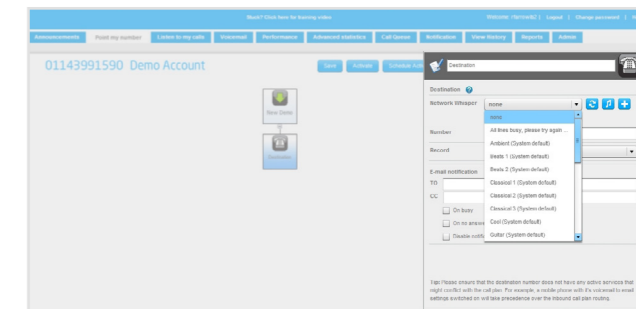 Stuck? Click here for training video
Welcome,
Logout | Change password |
Announcements Point my number Listen to my calls Voicemail Performance Advanced statistics Call Queue Notification View History Reports Admin
01143991590 Demo Account
Save Activate Schedule
New Demo
Destination
Destination
Destination
Network Whisper none
none
All lines busy, please try again ...
Number
Ambient (System default)
Record
Beats 1 (System default)
Beats 2 (System default)
E-mail notification
Classical 1 (System default)
TO
Classical 2 (System default)
CC
Classical 3 (System default)
On busy
Cool (System default)
On no answer
Guitar (System default)
Disable
Tip: Please ensure that the destination number does not have any active services that
might conflict with the call plan. For example, a mobile phone with it's voicemail to email
settings switched on will take precedence over the inbound call plan routing.